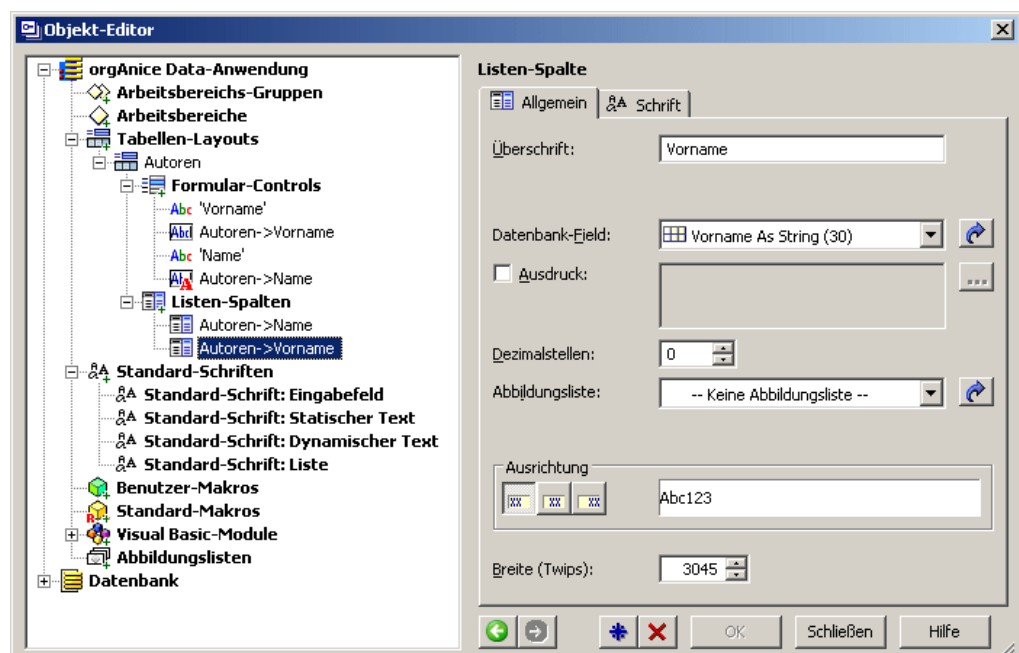 Objekt-Editor
orgAnice Data-Anwendung
Arbeitsbereichs-Gruppen
Arbeitsbereiche
Tabellen-Layouts
Autoren
Formular-Controls
Abc 'Vorname'
Abc Autoren->Vorname
Abc 'Name'
Autoren->Name
Listen-Spalten
Autoren->Name
Autoren->Vorname
Standard-Schriften
Standard-Schrift: Eingabefeld
Standard-Schrift: Statischer Text
Standard-Schrift: Dynamischer Text
Standard-Schrift: Liste
Benutzer-Makros
Standard-Makros
Visual Basic-Module
Abbildungslisten
Datenbank
Listen-Spalte
Allgemein
Schrift
Überschrift:
Vorname
Datenbank-Field:
Vorname As String (30)
Ausdruck:
...
Dezimalstellen:
0
Abbildungsliste:
-- Keine Abbildungsliste --
Ausrichtung
xx xx xx
Abc123
Breite (Twips):
3045
OK
Schließen
Hilfe